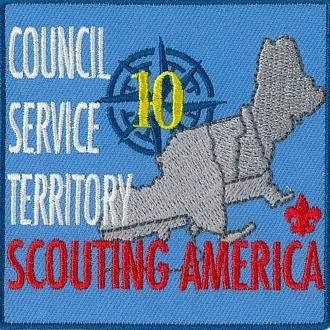 COUNCIL
10
SERVICE
TERRITORY
SCOUTING AMERICA